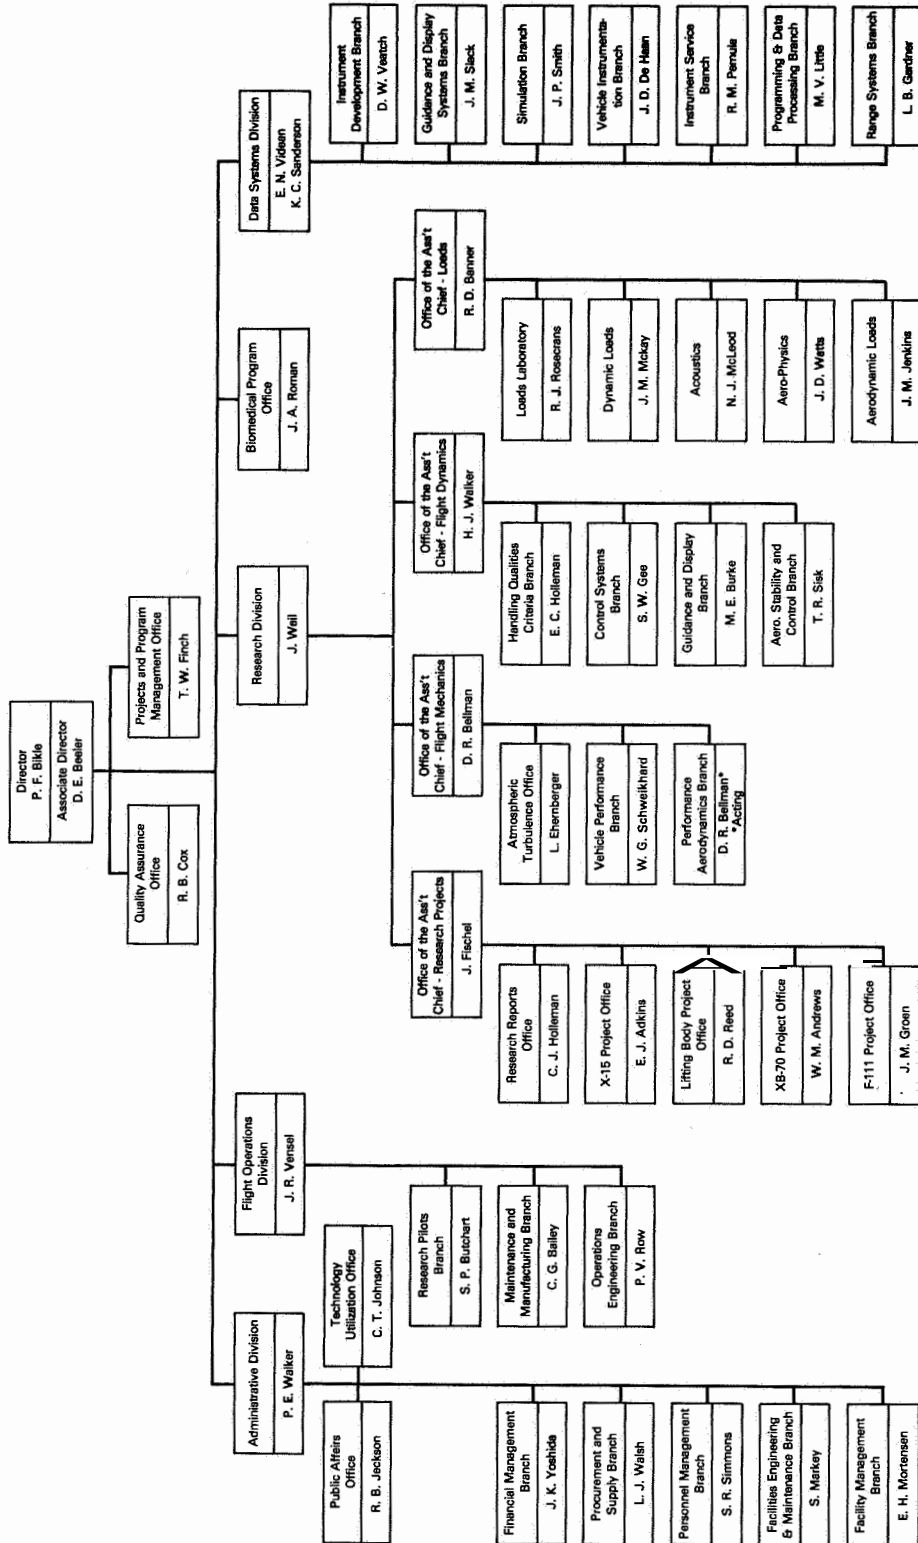 Director
P. F. Bikle
Associate Director
D. E. Beeler
Quality Assurance
Office
R. B. Cox
Projects and Program
Management Office
T. W. Finch
Administrative Division
P. E. Walker
Flight Operations
Division
J. R. Vensel
Research Division
J. Weil
Biomedical Program
Office
J. A. Roman
Data Systems Division
E. N. Videan
K. C. Sanderson
Public Affairs
Office
R. B. Jackson
Technology
Utilization Office
C. T. Johnson
Financial Management
Branch
J. K. Yoshida
Procurement and
Supply Branch
L. J. Walsh
Personnel Management
Branch
S. R. Simmons
Facilities Engineering
& Maintenance Branch
S. Markey
Facility Management
Branch
E. H. Mortensen
Research Pilots
Branch
S. P. Butchart
Maintenance and
Manufacturing Branch
C. G. Bailey
Operations
Engineering Branch
P. V. Row
Office of the Ass't
Chief - Research Projects
J. Fischel
Research Reports
Office
C. J. Holleman
X-15 Project Office
E. J. Adkins
Lifting Body Project
Office
R. D. Reed
XB-70 Project Office
W. M. Andrews
F-111 Project Office
J. M. Groen
Office of the Ass't
Chief - Flight Mechanics
D. R. Bellman
Atmospheric
Turbulence Office
L. Ehernberger
Vehicle Performance
Branch
W. G. Schweikhard
Performance
Aerodynamics Branch
D. R. Bellman*
*Acting
Office of the Ass't
Chief - Flight Dynamics
H. J. Walker
Handling Qualities
Criteria Branch
E. C. Holleman
Control Systems
Branch
S. W. Gee
Guidance and Display
Branch
M. E. Burke
Aero. Stability and
Control Branch
T. R. Sisk
Office of the Ass't
Chief - Loads
R. D. Banner
Loads Laboratory
R. J. Rosecrans
Dynamic Loads
J. M. Mckay
Acoustics
N. J. McLeod
Aero-Physics
J. D. Watts
Aerodynamic Loads
J. M. Jenkins
Instrument
Development Branch
D. W. Veatch
Guidance and Display
Systems Branch
J. M. Slack
Simulation Branch
J. P. Smith
Vehicle Instrumenta-
tion Branch
J. D. De Haan
Instrument Service
Branch
R. M. Pernula
Programming & Data
Processing Branch
M. V. Little
Range Systems Branch
L. B. Gardner